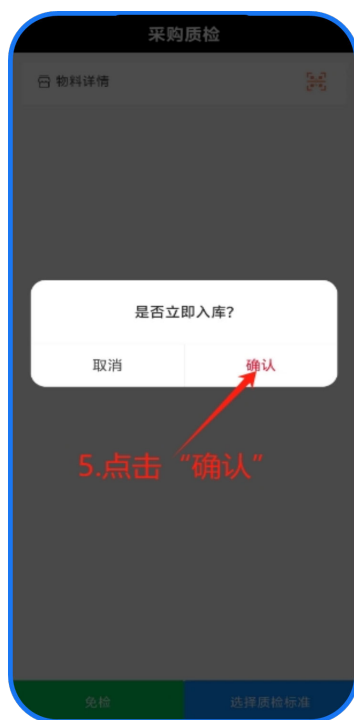 采购质检
物料详情
是否立即入库?
取消
确认
5.点击“确认”
免检
选择质检标准